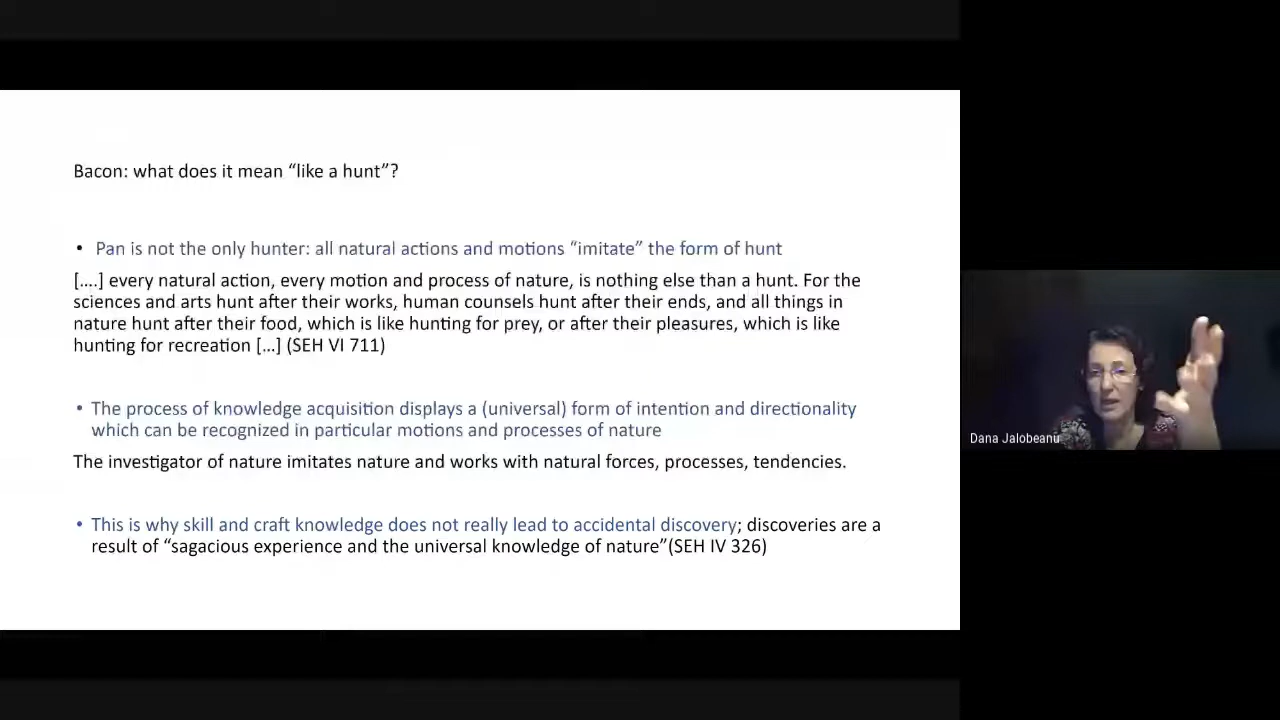 Bacon: what does it mean “like a hunt”?
• Pan is not the only hunter: all natural actions and motions “imitate” the form of hunt
[….] every natural action, every motion and process of nature, is nothing else than a hunt. For the
sciences and arts hunt after their works, human counsels hunt after their ends, and all things in
nature hunt after their food, which is like hunting for prey, or after their pleasures, which is like
hunting for recreation […] (SEH VI 711)
• The process of knowledge acquisition displays a (universal) form of intention and directionality
which can be recognized in particular motions and processes of nature
The investigator of nature imitates nature and works with natural forces, processes, tendencies.
• This is why skill and craft knowledge does not really lead to accidental discovery; discoveries are a
result of “sagacious experience and the universal knowledge of nature”(SEH IV 326)
Dana Jalobeanu